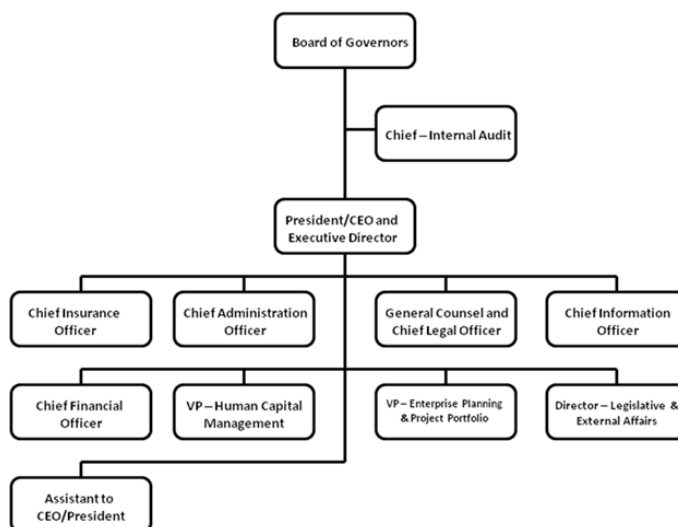 Board of Governors
Chief – Internal Audit
President/CEO and
Executive Director
Chief Insurance
Officer
Chief Administration
Officer
General Counsel and
Chief Legal Officer
Chief Information
Officer
Chief Financial
Officer
VP – Human Capital
Management
VP – Enterprise Planning
& Project Portfolio
Director – Legislative &
External Affairs
Assistant to
CEO/President